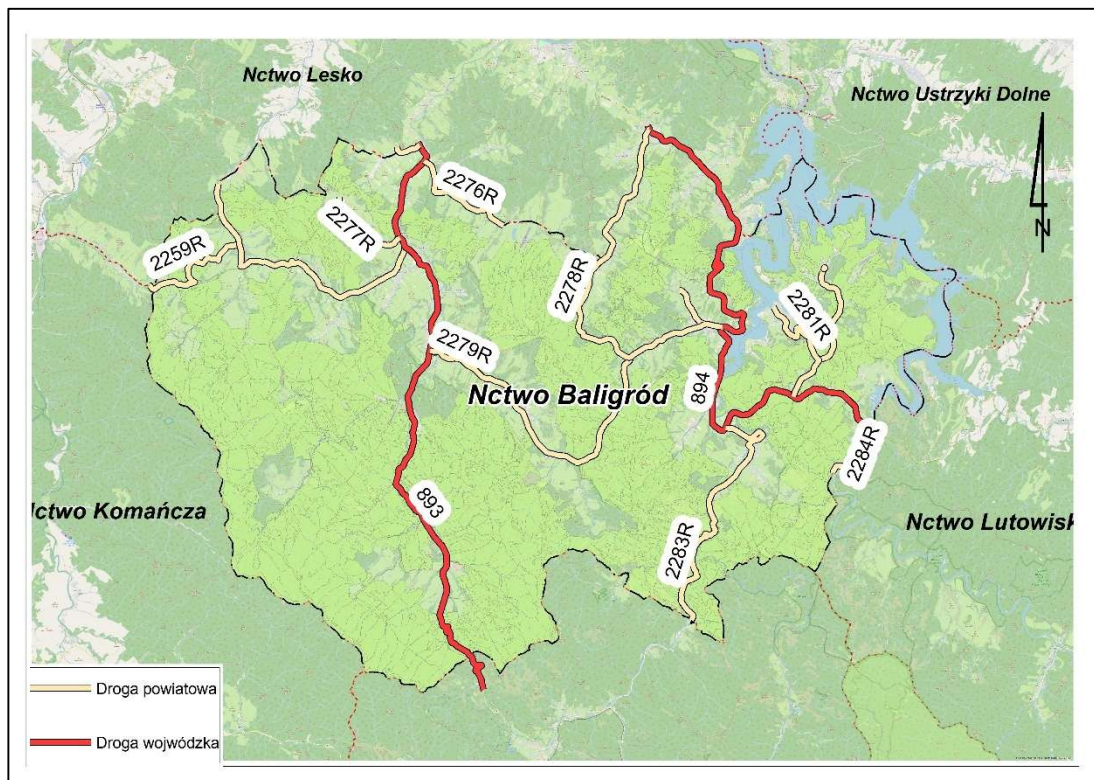 Nctwo Lesko
Nctwo Ustrzyki Dolne
N
2276R
2277R
2259R
2278R
2281R
2279R
Nctwo Baligród
894
2284R
893
Nctwo Komańcza
Nctwo Lutowisk
2283R
Droga powiatowa
Droga wojwódzka